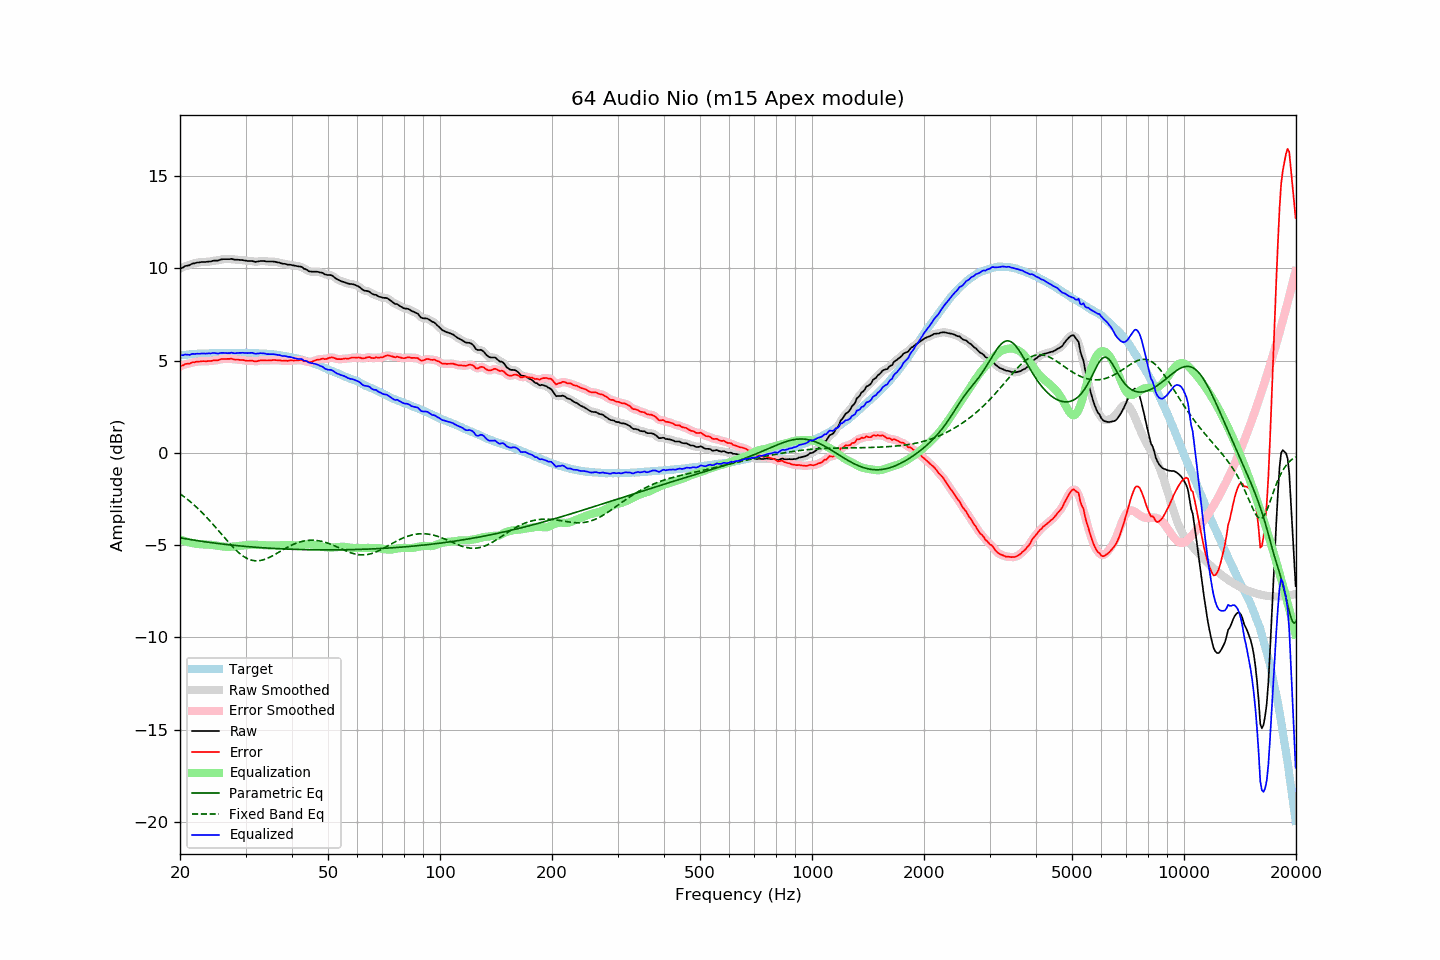 64 Audio Nio (m15 Apex module)
Amplitude (dBr)
15
10
5
0
−5
−10
−15
−20
Target
Raw Smoothed
Error Smoothed
Raw
Error
Equalization
Parametric Eq
Fixed Band Eq
Equalized
20 50 100 200 500 1000 2000 5000 10000 20000
Frequency (Hz)